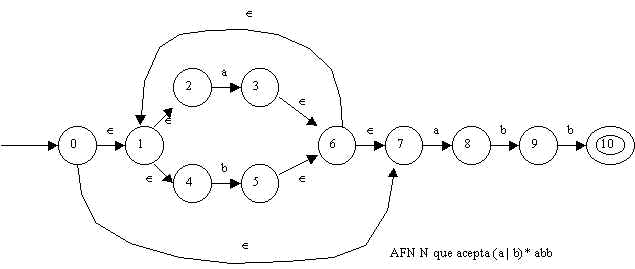 ∈
2 a 3
∈ ∈
0 ∈ 1 6 ∈ 7 a 8 b 9 b 10
∈ ∈
4 b 5
∈
AFN N que acepta (a | b) * abb